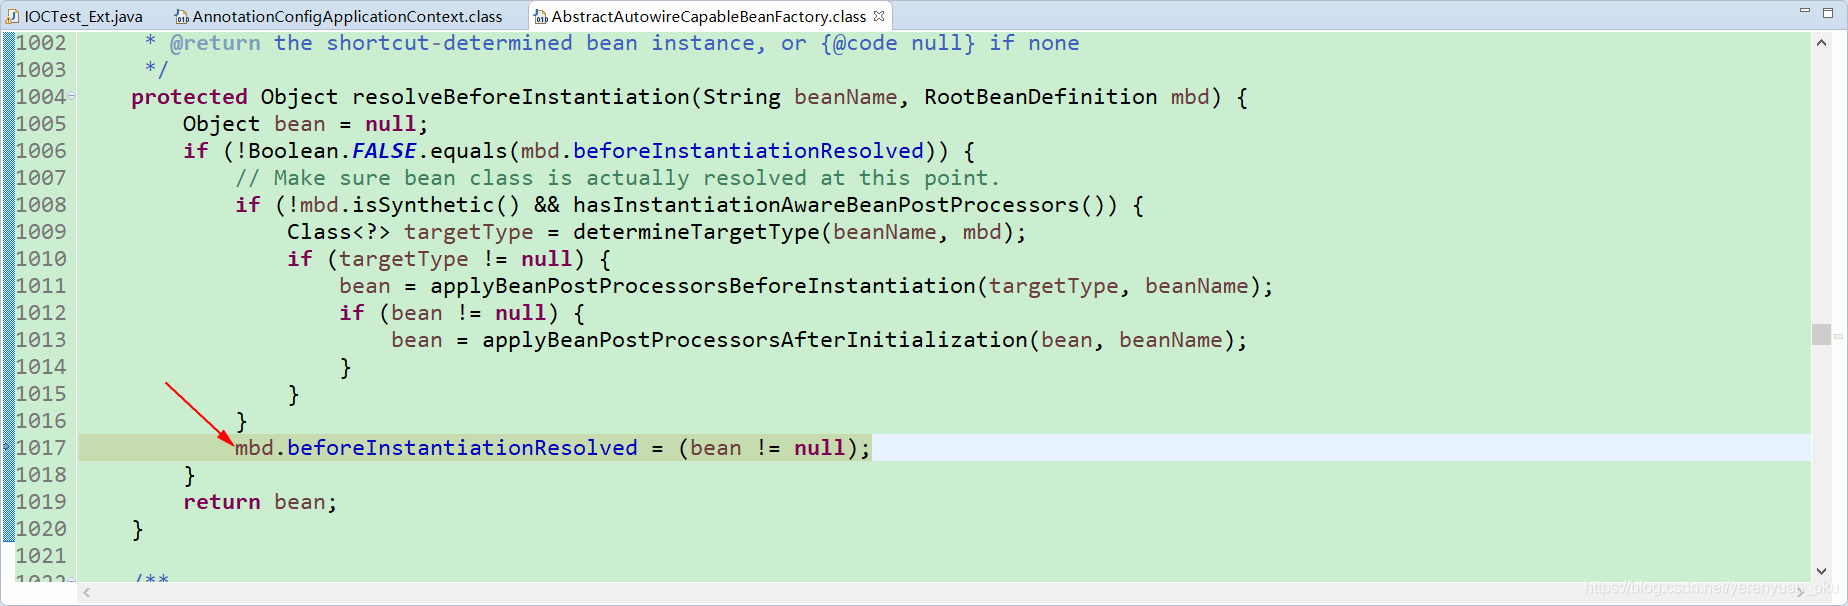 IOCTest_Ext.java AnnotationConfigApplicationContext.class AbstractAutowireCapableBeanFactory.class
1002 * @return the shortcut-determined bean instance, or {@code null} if none
1003 */
1004 protected Object resolveBeforeInstantiation(String beanName, RootBeanDefinition mbd) {
1005 Object bean = null;
1006 if (!Boolean.FALSE.equals(mbd.beforeInstantiationResolved)) {
1007 // Make sure bean class is actually resolved at this point.
1008 if (!mbd.isSynthetic() && hasInstantiationAwareBeanPostProcessors()) {
1009 Class<?> targetType = determineTargetType(beanName, mbd);
1010 if (targetType != null) {
1011 bean = applyBeanPostProcessorsBeforeInstantiation(targetType, beanName);
1012 if (bean != null) {
1013 bean = applyBeanPostProcessorsAfterInitialization(bean, beanName);
1014 }
1015 }
1016 }
1017 mbd.beforeInstantiationResolved = (bean != null);
1018 }
1019 return bean;
1020 }
1021
1022 /**
https://blog.csdn.net/yerenyuan_pku